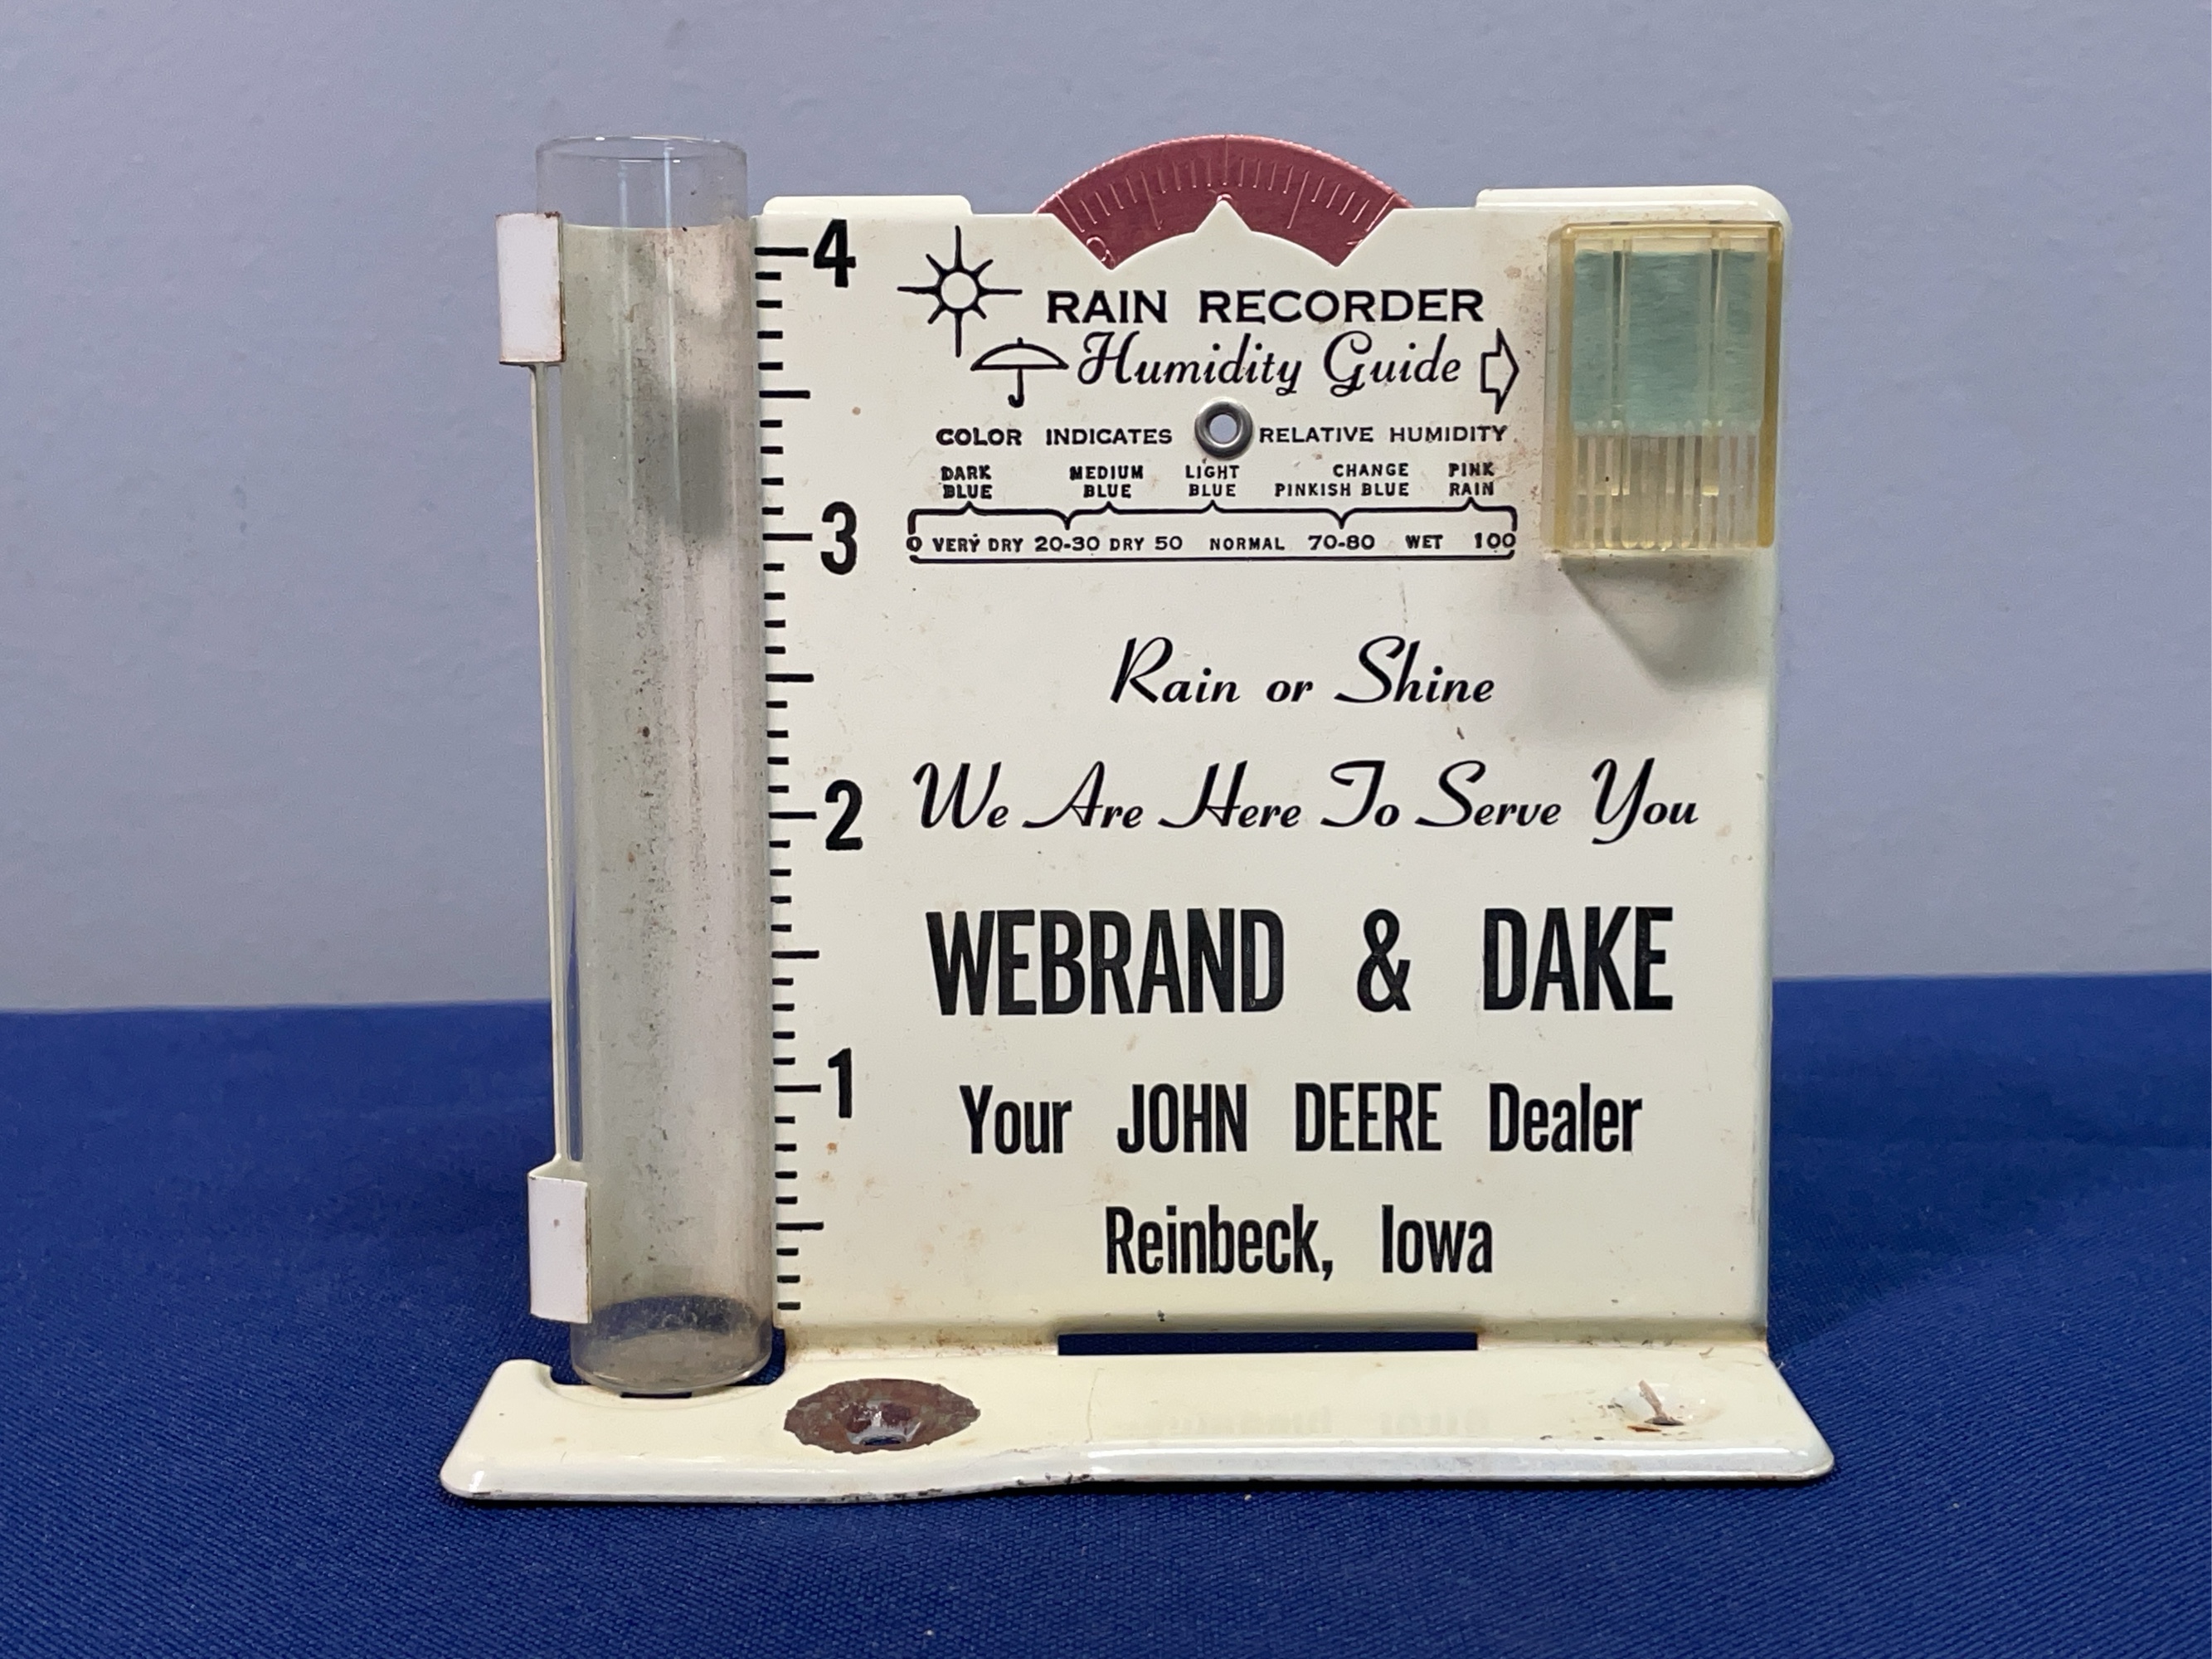 4
3
2
1
RAIN RECORDER
Humidity Guide
COLOR INDICATES RELATIVE HUMIDITY
DARK BLUE MEDIUM BLUE LIGHT BLUE CHANGE PINKISH BLUE PINK RAIN
0 VERY DRY 20-30 DRY 50 NORMAL 70-80 WET 100
Rain or Shine
We Are Here To Serve You
WEBRAND & DAKE
Your JOHN DEERE Dealer
Reinbeck, Iowa